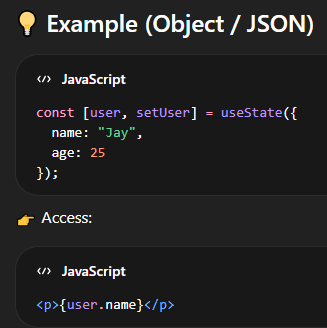 💡 Example (Object / JSON)
</> JavaScript
const [user, setUser] = useState({
  name: "Jay",
  age: 25
});
👉 Access:
</> JavaScript
<p>{user.name}</p>